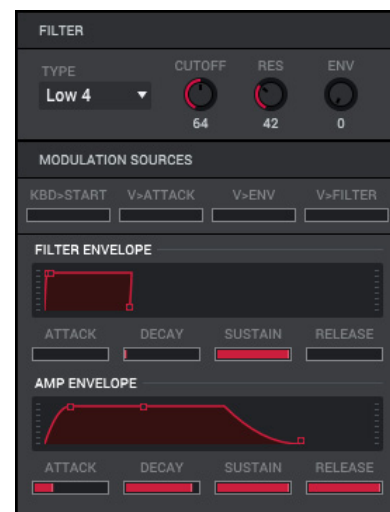 FILTER
TYPE CUTOFF RES ENV
Low 4
64 42 0
MODULATION SOURCES
KBD>START V>ATTACK V>ENV V>FILTER
FILTER ENVELOPE
ATTACK DECAY SUSTAIN RELEASE
AMP ENVELOPE
ATTACK DECAY SUSTAIN RELEASE